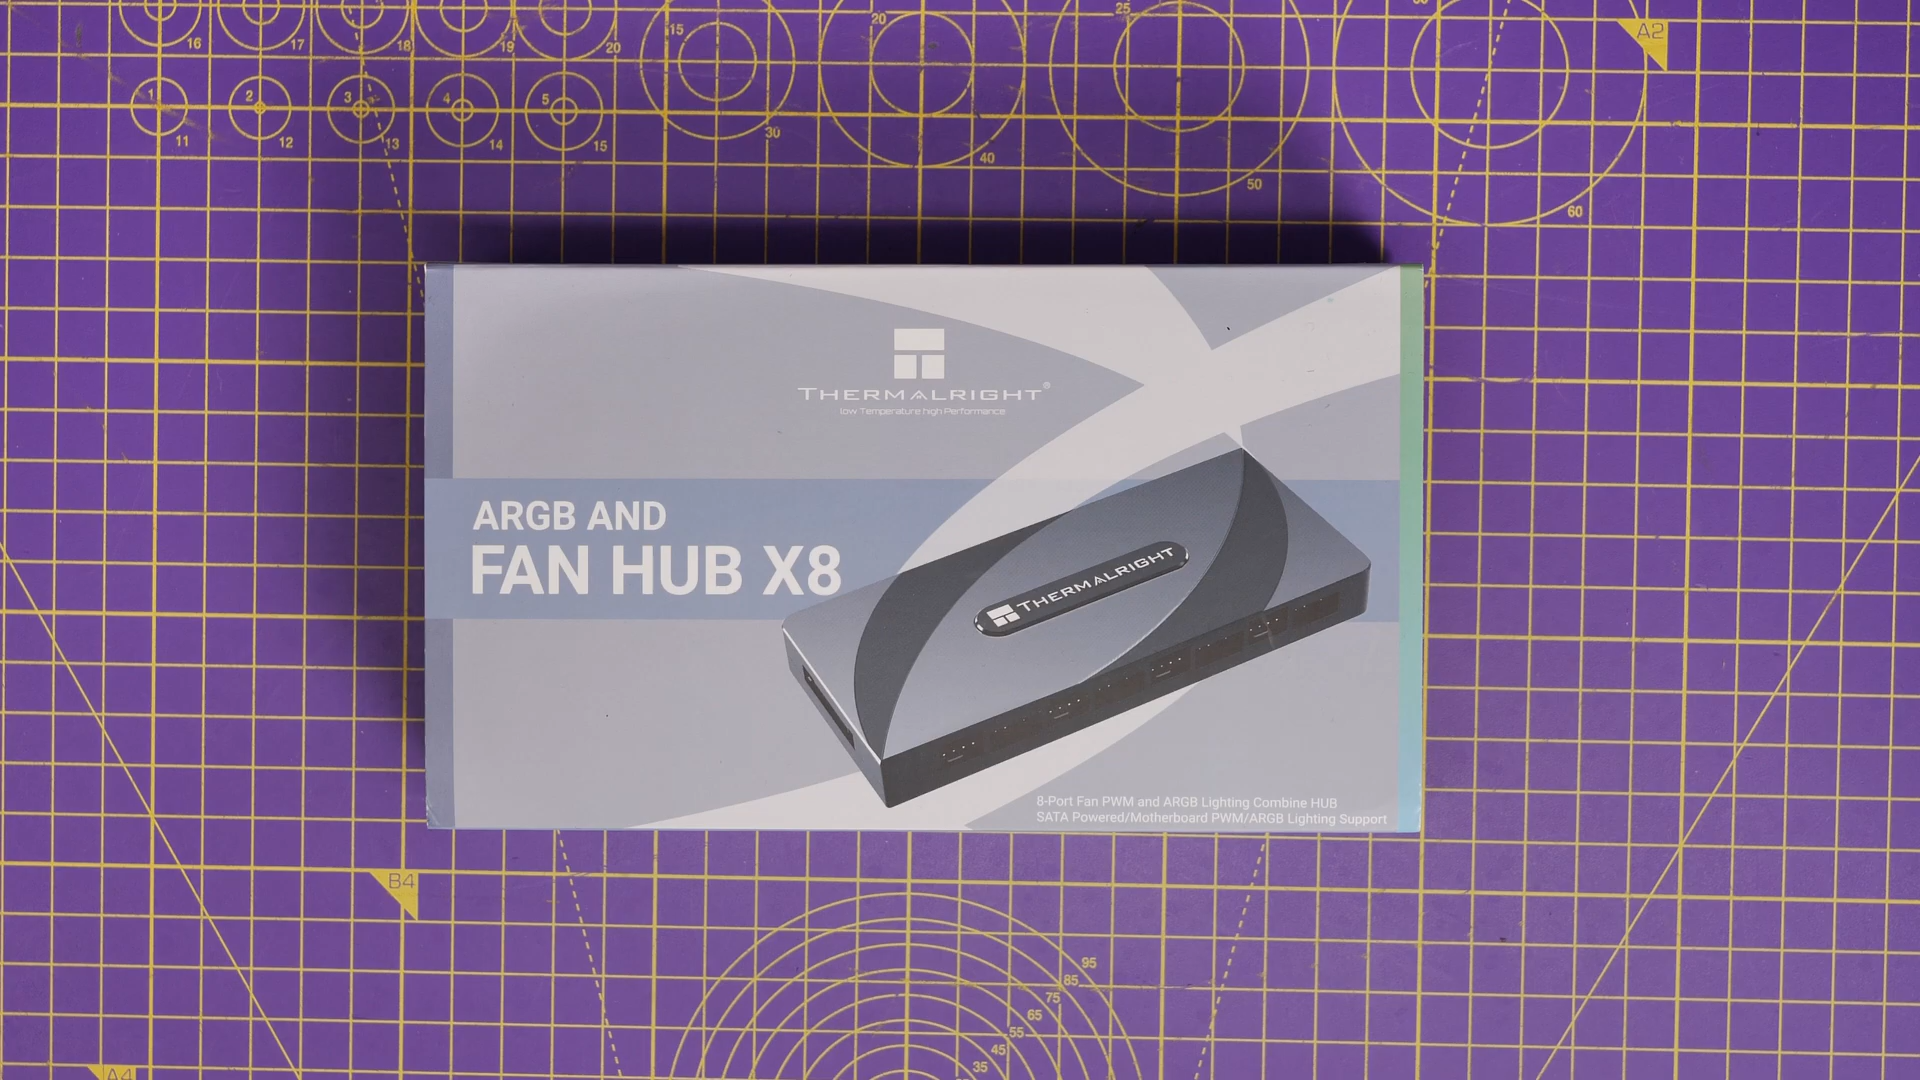 16 17 18 19 20 15 20 25
A2
1 2 3 4 5
11 12 13 14 15 30 40 50 60
THERMALRIGHT®
low Temperature high Performance
ARGB AND
FAN HUB X8
THERMALRIGHT
8-Port Fan PWM and ARGB Lighting Combine HUB
SATA Powered/Motherboard PWM/ARGB Lighting Support
B4
95
85
75
65
55
45
35
A4